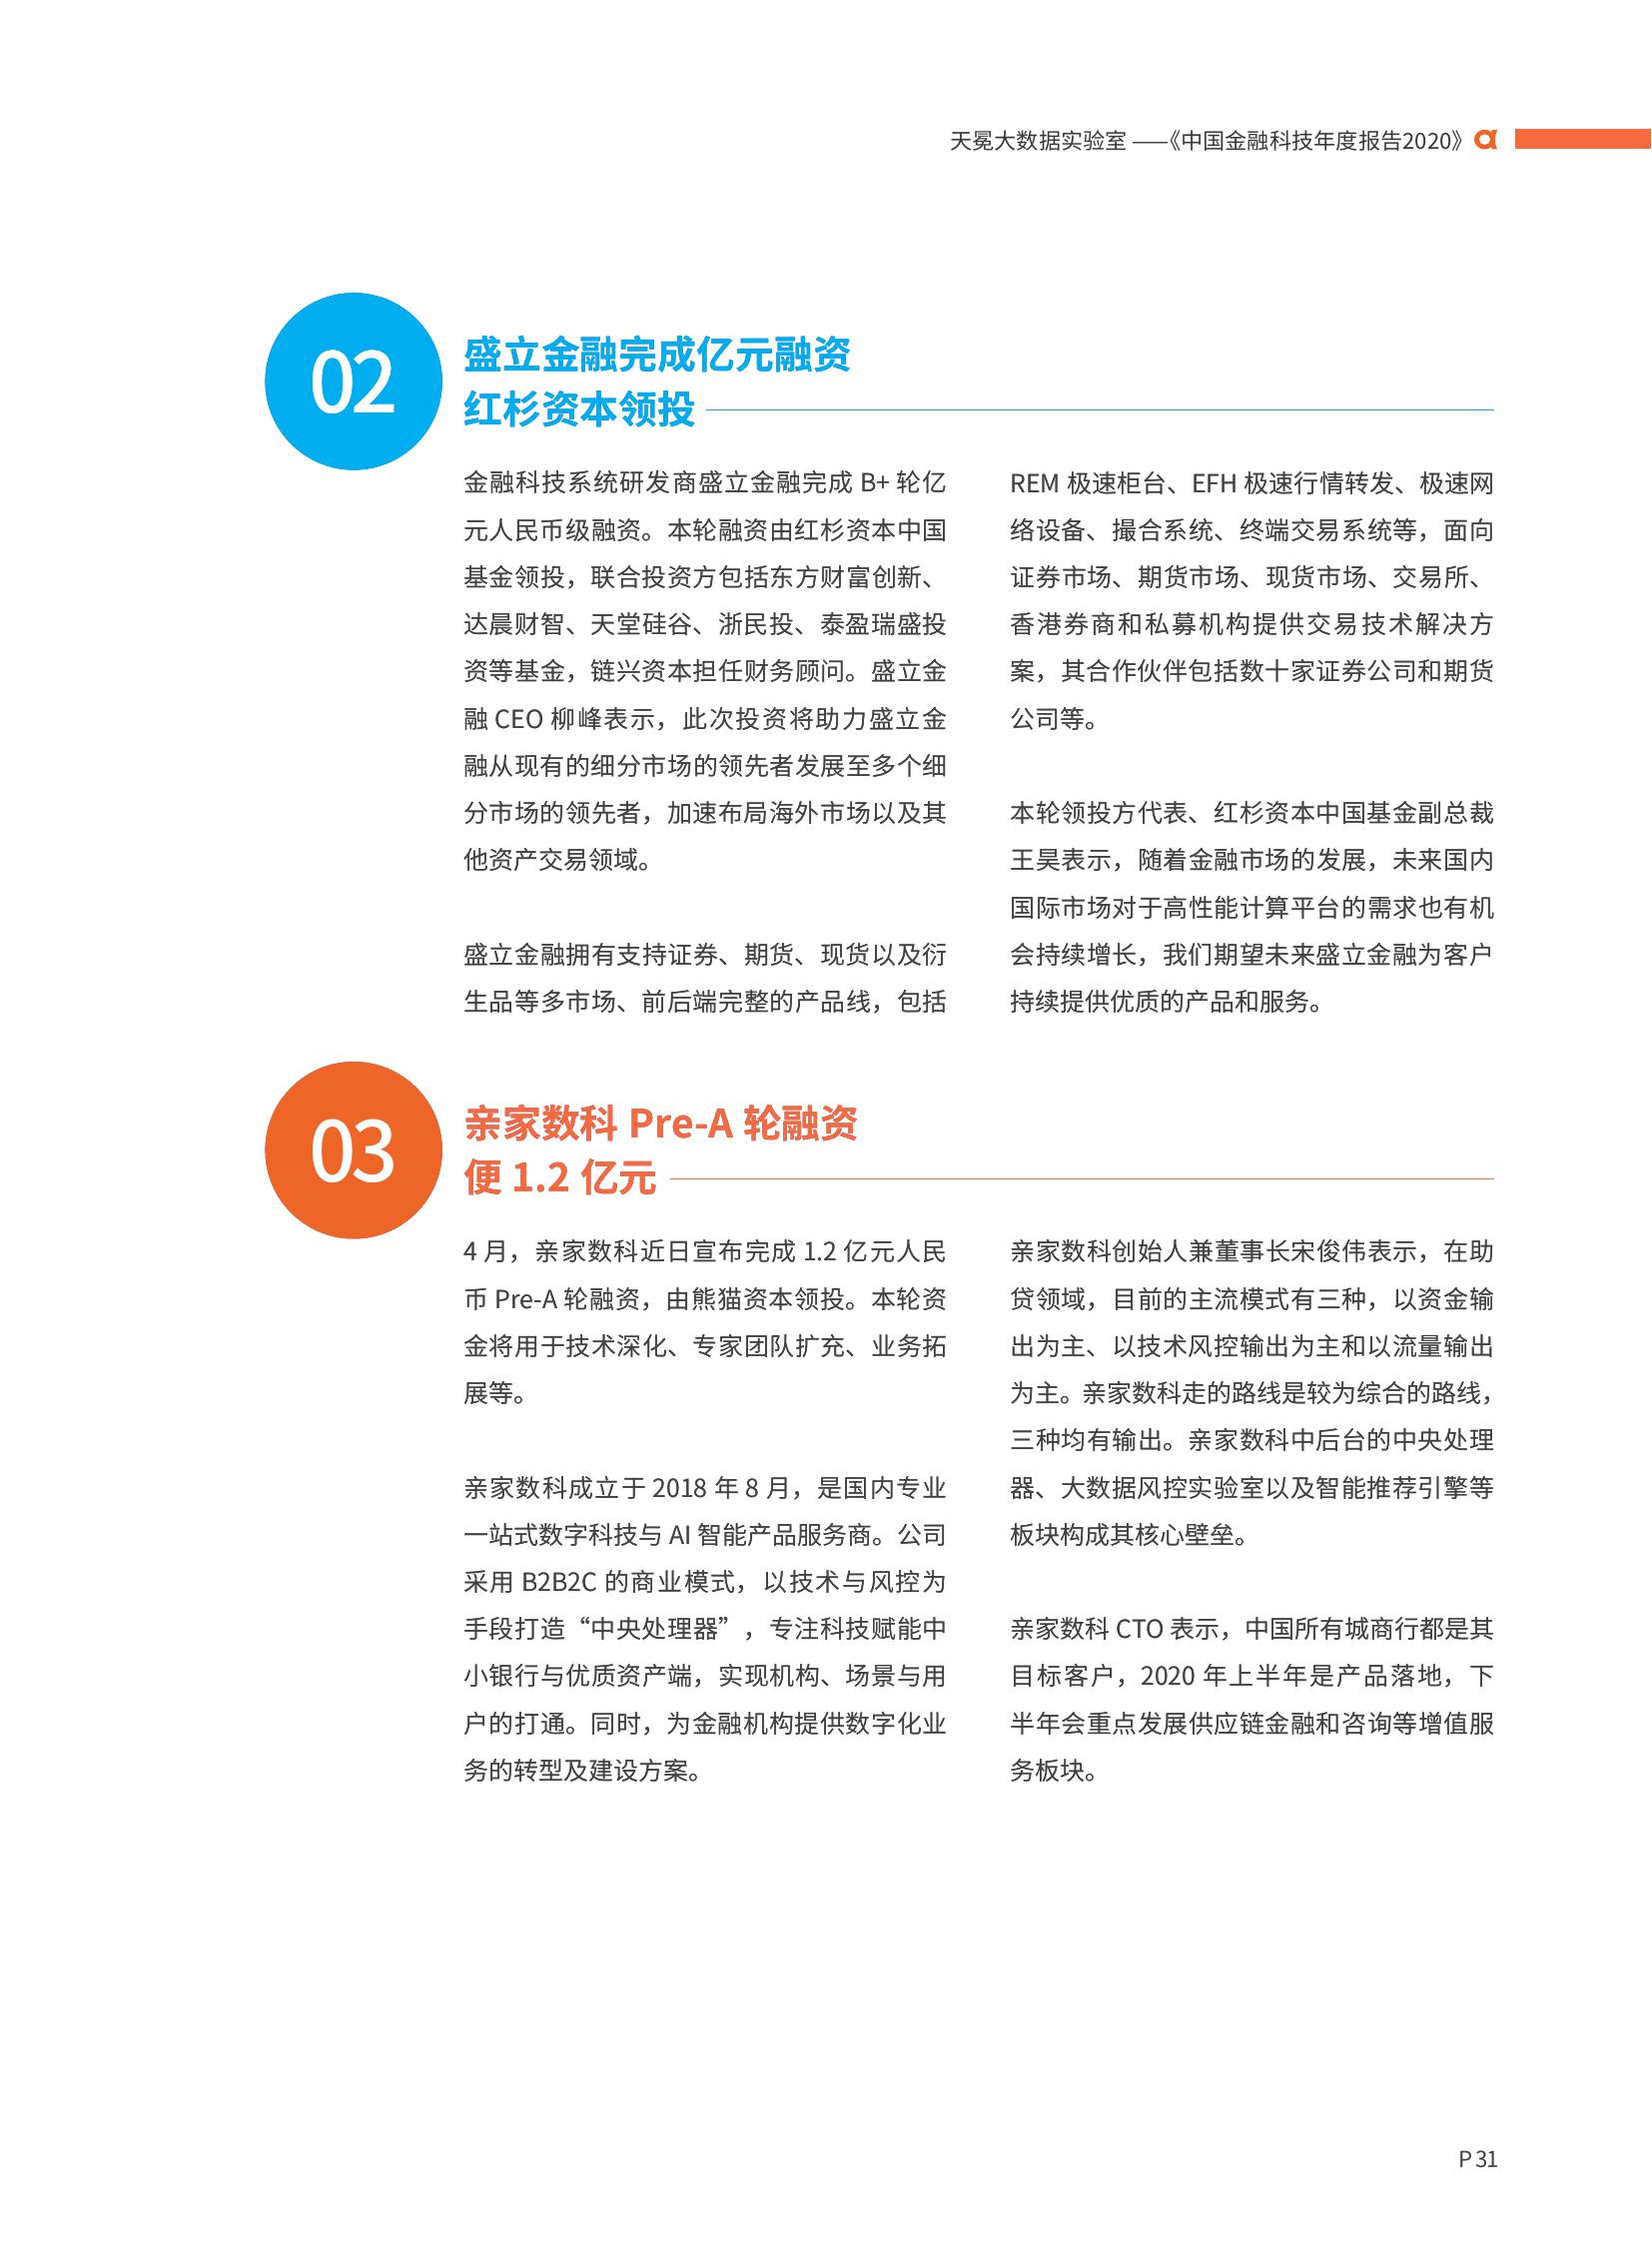 天冕大数据实验室 ——《中国金融科技年度报告2020》
02
盛立金融完成亿元融资
红杉资本领投
金融科技系统研发商盛立金融完成 B+ 轮亿
元人民币级融资。本轮融资由红杉资本中国
基金领投，联合投资方包括东方财富创新、
达晨财智、天堂硅谷、浙民投、泰盈瑞盛投
资等基金，链兴资本担任财务顾问。盛立金
融 CEO 柳峰表示，此次投资将助力盛立金
融从现有的细分市场的领先者发展至多个细
分市场的领先者，加速布局海外市场以及其
他资产交易领域。
盛立金融拥有支持证券、期货、现货以及衍
生品等多市场、前后端完整的产品线，包括
REM 极速柜台、EFH 极速行情转发、极速网
络设备、撮合系统、终端交易系统等，面向
证券市场、期货市场、现货市场、交易所、
香港券商和私募机构提供交易技术解决方
案，其合作伙伴包括数十家证券公司和期货
公司等。
本轮领投方代表、红杉资本中国基金副总裁
王昊表示，随着金融市场的发展，未来国内
国际市场对于高性能计算平台的需求也有机
会持续增长，我们期望未来盛立金融为客户
持续提供优质的产品和服务。
03
亲家数科 Pre-A 轮融资
便 1.2 亿元
4 月，亲家数科近日宣布完成 1.2 亿元人民
币 Pre-A 轮融资，由熊猫资本领投。本轮资
金将用于技术深化、专家团队扩充、业务拓
展等。
亲家数科成立于 2018 年 8 月，是国内专业
一站式数字科技与 AI 智能产品服务商。公司
采用 B2B2C 的商业模式，以技术与风控为
手段打造“中央处理器”，专注科技赋能中
小银行与优质资产端，实现机构、场景与用
户的打通。同时，为金融机构提供数字化业
务的转型及建设方案。
亲家数科创始人兼董事长宋俊伟表示，在助
贷领域，目前的主流模式有三种，以资金输
出为主、以技术风控输出为主和以流量输出
为主。亲家数科走的路线是较为综合的路线，
三种均有输出。亲家数科中后台的中央处理
器、大数据风控实验室以及智能推荐引擎等
板块构成其核心壁垒。
亲家数科 CTO 表示，中国所有城商行都是其
目标客户，2020 年上半年是产品落地，下
半年会重点发展供应链金融和咨询等增值服
务板块。
P 31